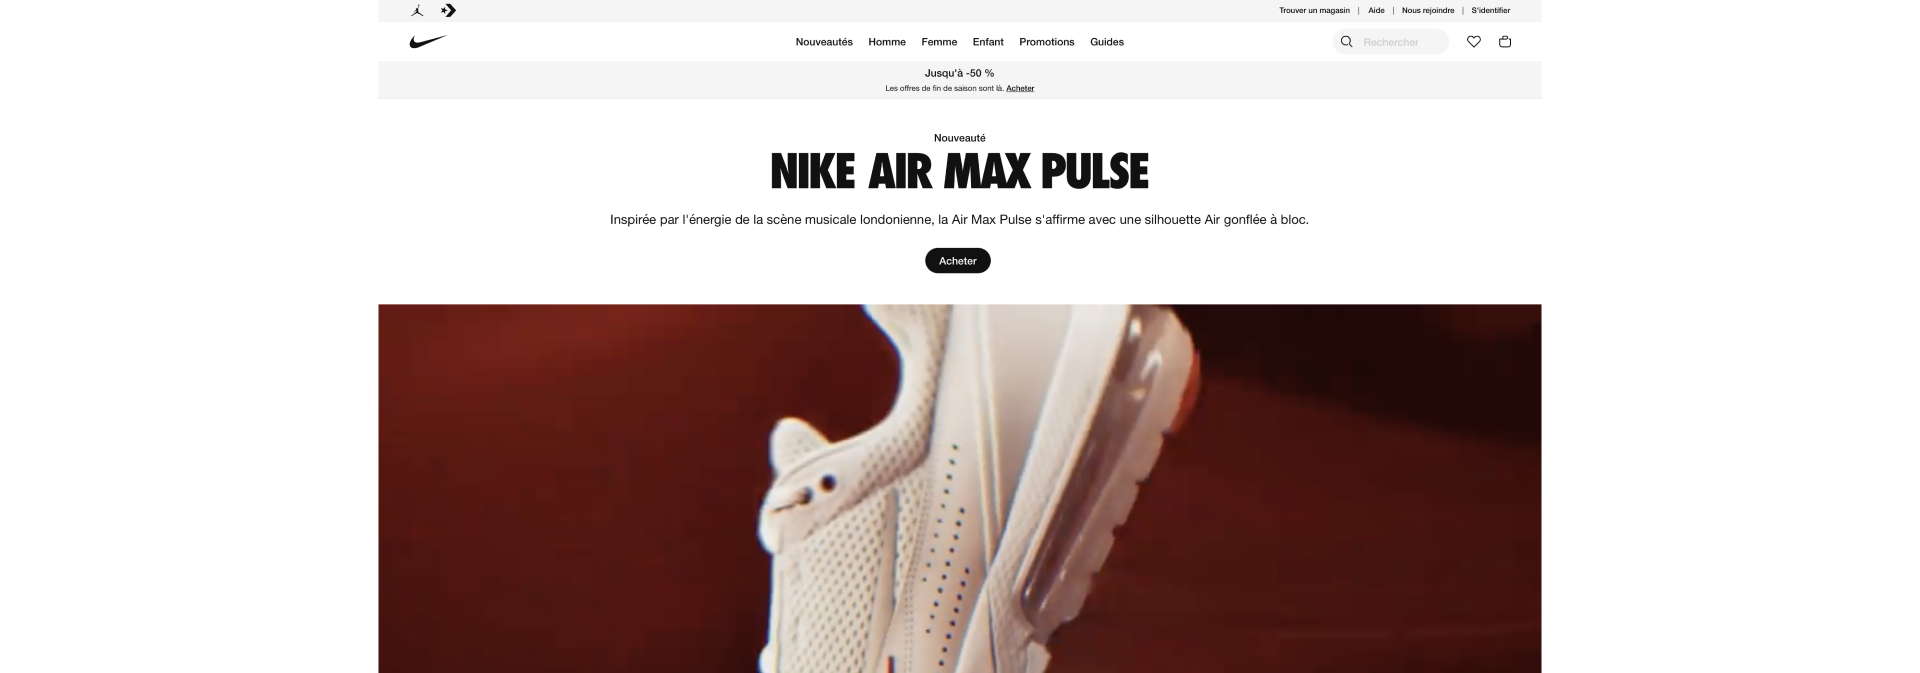 Trouver un magasin | Aide | Nous rejoindre | S'identifier
Nouveautés Homme Femme Enfant Promotions Guides Rechercher
Jusqu'à -50 %
Les offres de fin de saison sont là. Acheter
Nouveauté
NIKE AIR MAX PULSE
Inspirée par l'énergie de la scène musicale londonienne, la Air Max Pulse s'affirme avec une silhouette Air gonflée à bloc.
Acheter